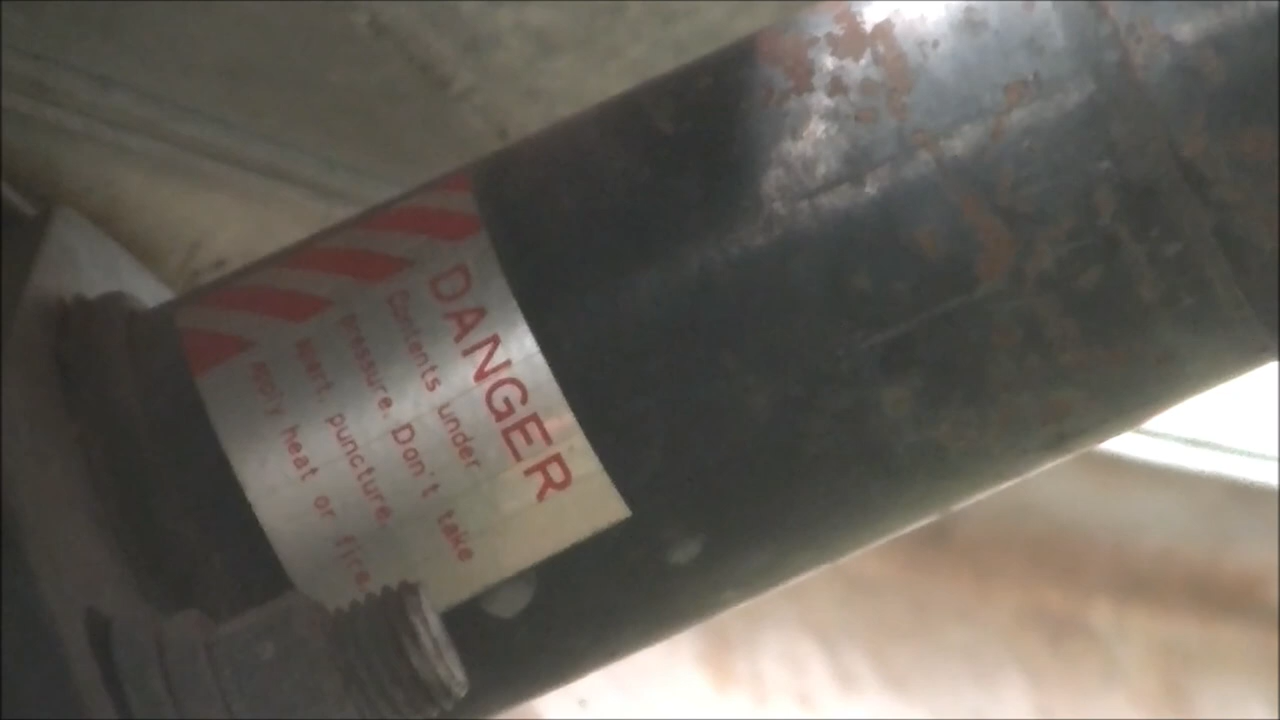 DANGER
Contents under
pressure. Don't take
apart, puncture,
apply heat or fire.